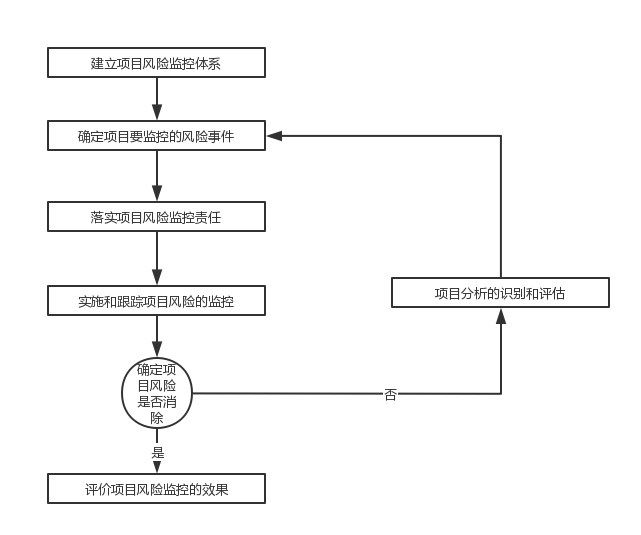 建立项目风险监控体系
确定项目要监控的风险事件
落实项目风险监控责任
实施和跟踪项目风险的监控
项目分析的识别和评估
确定项
目风险
是否消
除
否
是
评价项目风险监控的效果